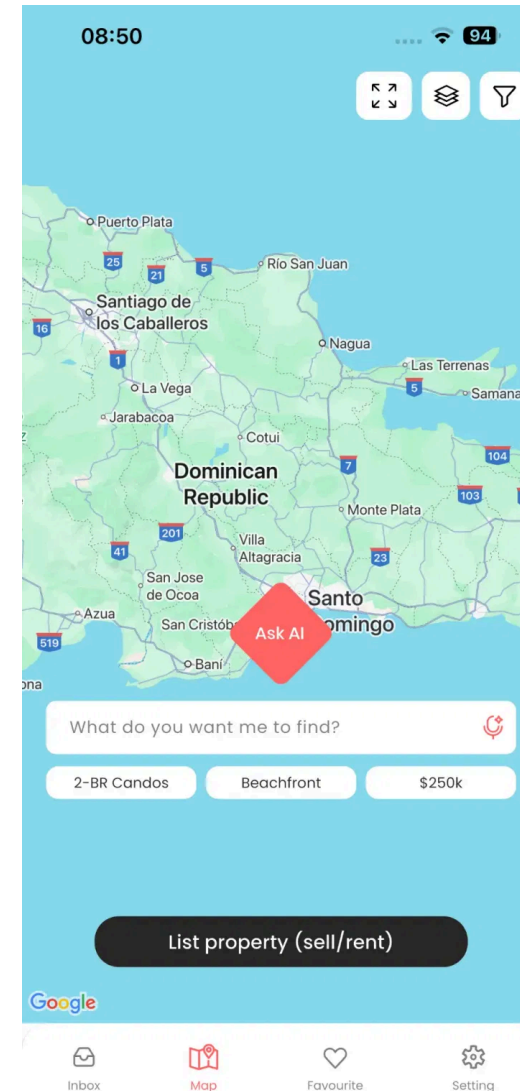 08:50
94
Puerto Plata
25
21
5
Río San Juan
Santiago de
los Caballeros
16
1
Nagua
Las Terrenas
5
Samana
La Vega
Jarabacoa
Cotui
104
Dominican
Republic
7
103
Monte Plata
201
41
Villa
Altagracia
23
San Jose
de Ocoa
Santo
Azua
San Cristób
Ask AI
omingo
519
Baní
ona
What do you want me to find?
2-BR Candos
Beachfront
$250k
List property (sell/rent)
Google
Inbox
Map
Favourite
Setting